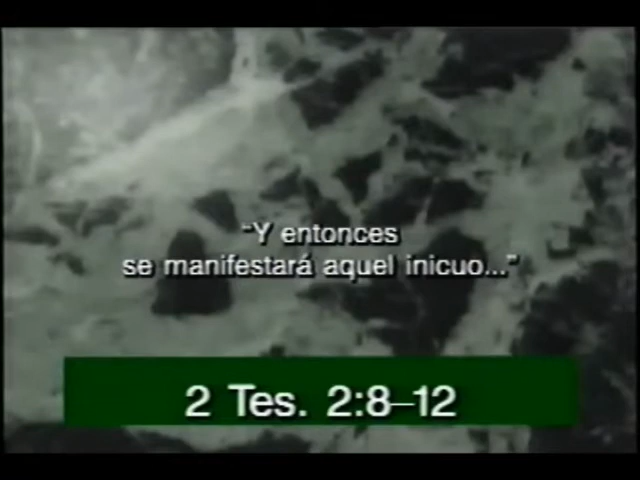 “Y entonces
se manifestará aquel inicuo...”
2 Tes. 2:8–12